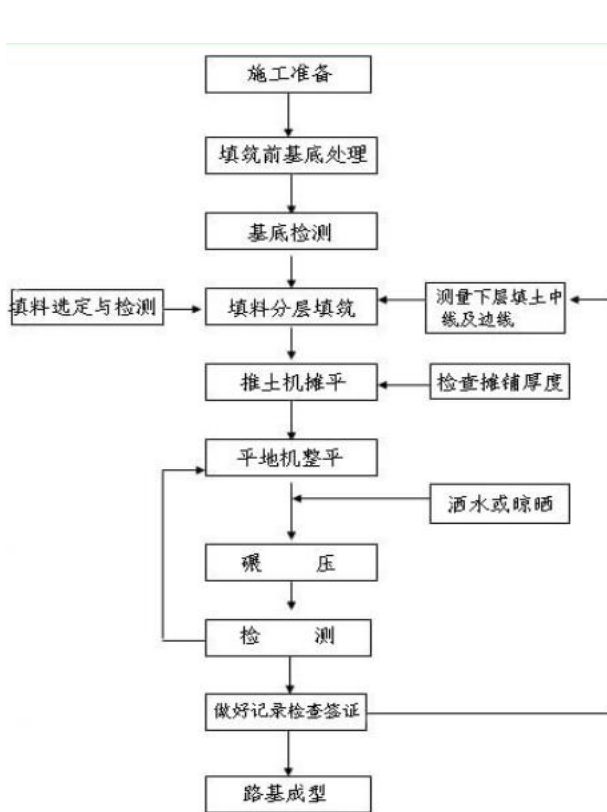 施工准备
填筑前基底处理
基底检测
填料选定与检测
填料分层填筑
测量下层填土中
线及边线
推土机摊平
检查摊铺厚度
平地机整平
洒水或晾晒
碾 压
检 测
做好记录检查签证
路基成型